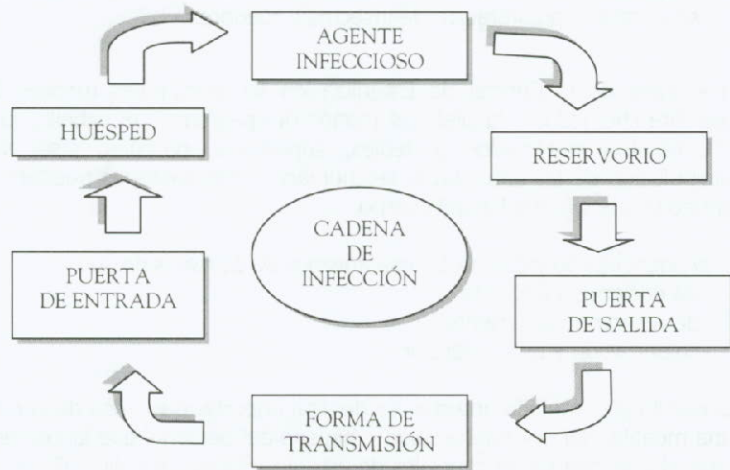 AGENTE
INFECCIOSO
RESERVORIO
PUERTA
DE SALIDA
FORMA DE
TRANSMISIÓN
PUERTA
DE ENTRADA
HUÉSPED
CADENA
DE
INFECCIÓN